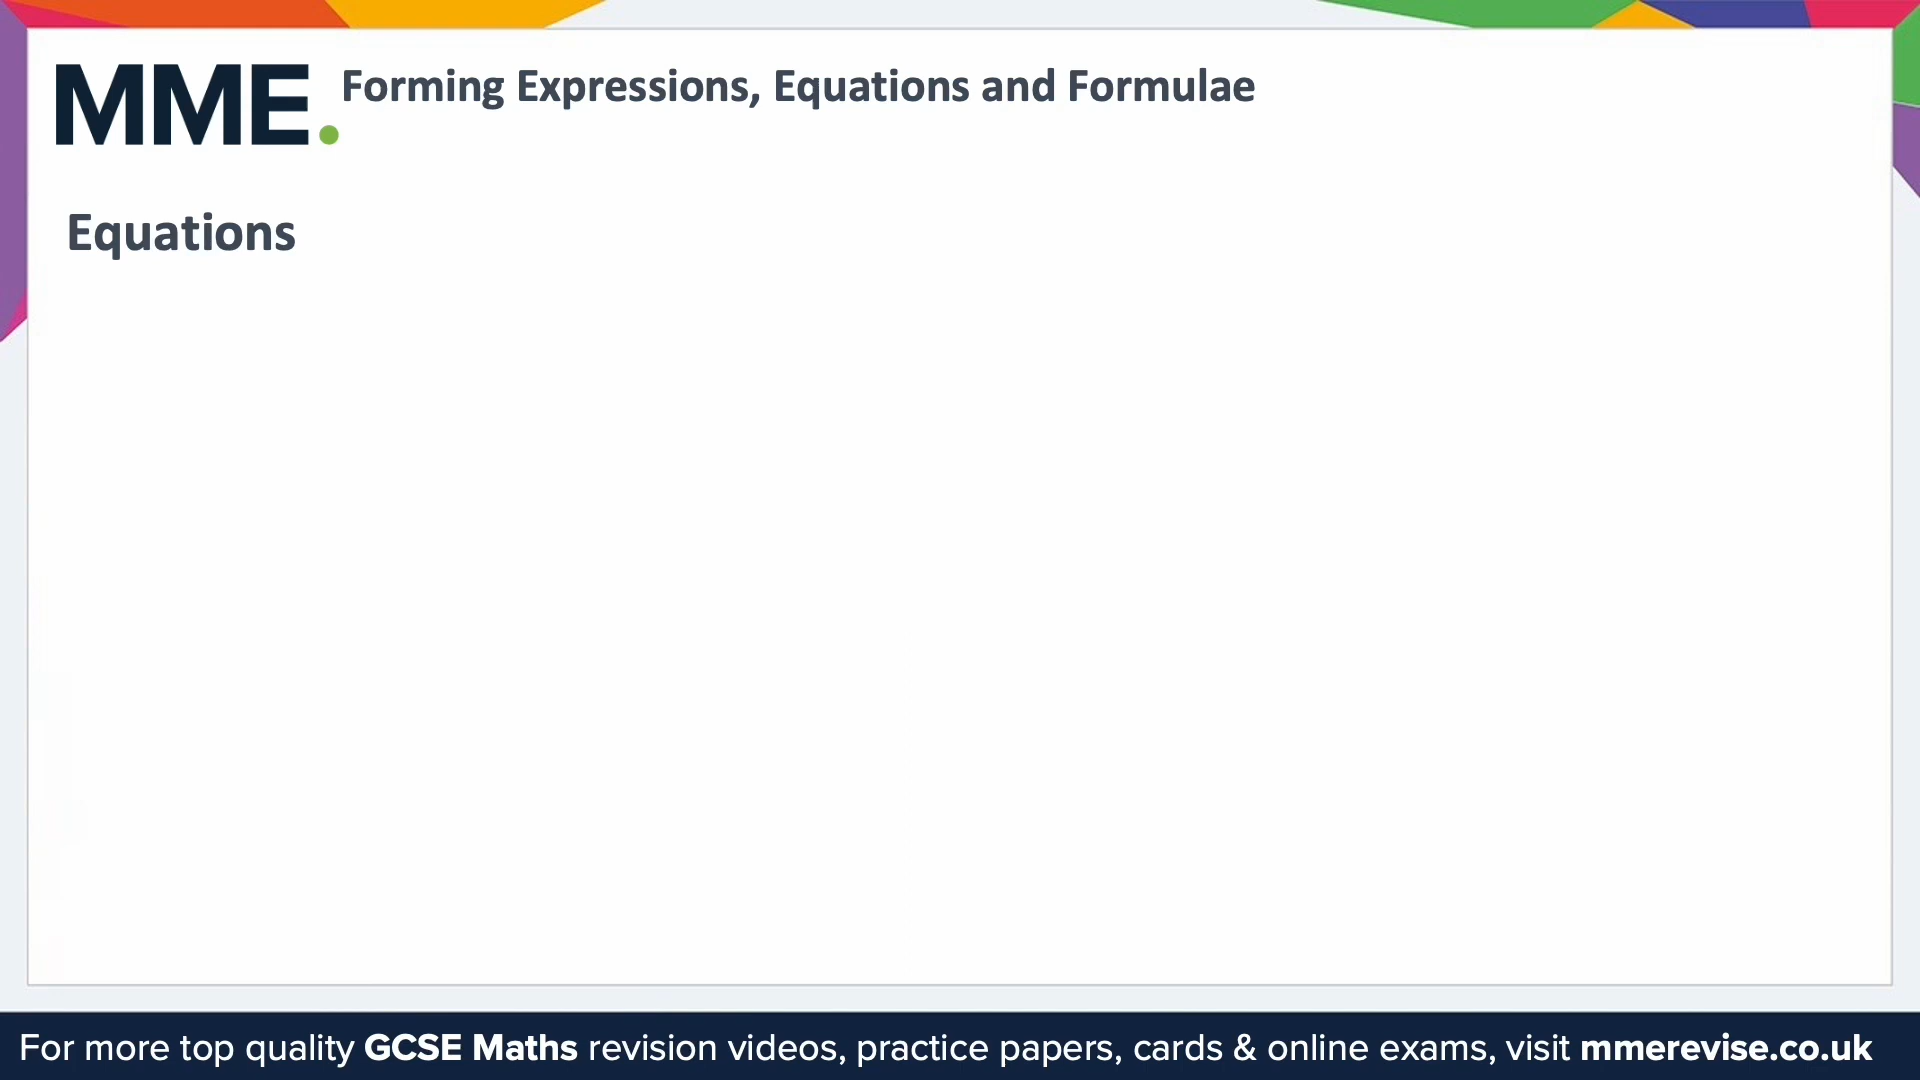 MME. Forming Expressions, Equations and Formulae
Equations
For more top quality GCSE Maths revision videos, practice papers, cards & online exams, visit mmerevise.co.uk